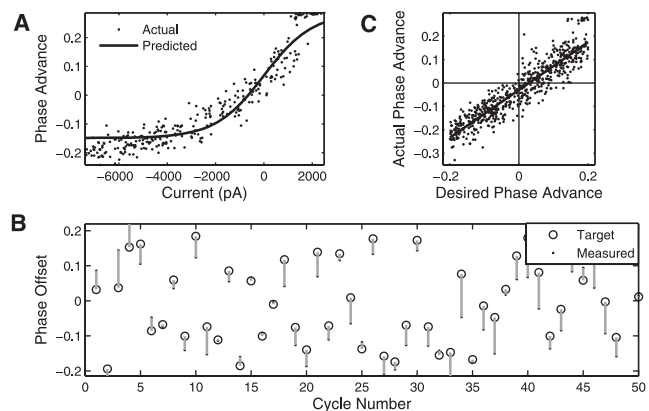 A
Actual
Predicted
Phase Advance
0.2
0.1
0
−0.1
−0.2
−6000 −4000 −2000 0 2000
Current (pA)
C
Actual Phase Advance
0.2
0.1
0
−0.1
−0.2
−0.3
−0.2 0 0.2
Desired Phase Advance
B
Target
Measured
Phase Offset
0.2
0.1
0
−0.1
−0.2
0 5 10 15 20 25 30 35 40 45 50
Cycle Number